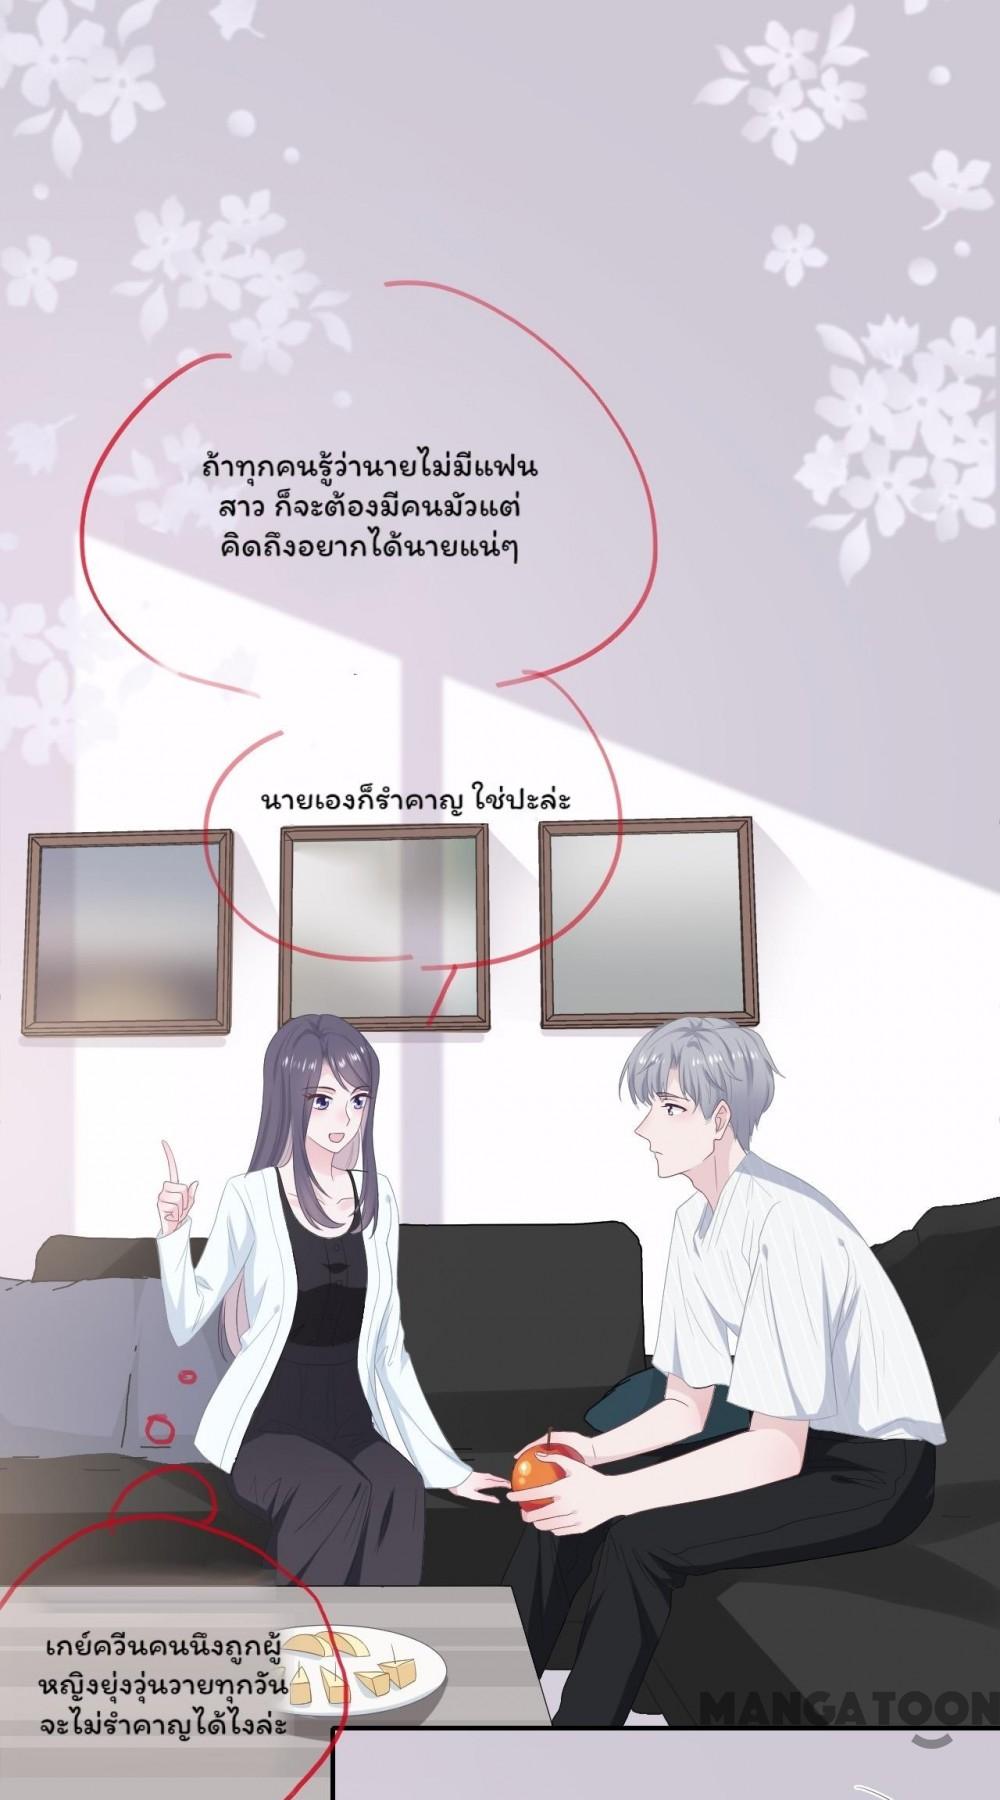 ถ้าทุกคนรู้ว่านายไม่มีแฟน
สาว ก็จะต้องมีคนมัวแต่
คิดถึงอยากได้นายแน่ๆ
นายเองก็รำคาญ ใช่ปะล่ะ
เกย์ควีนคนนึงถูกผู้
หญิงยุ่งวุ่นวายทุกวัน
จะไม่รำคาญได้ไงล่ะ
MANGATOON